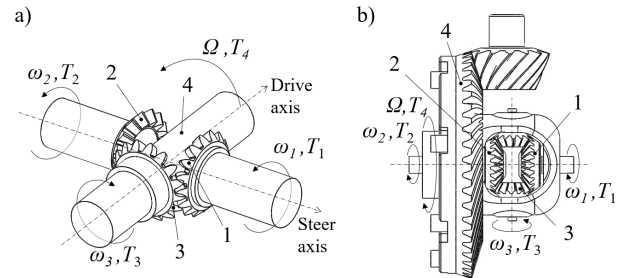 a)
2
4
Ω,T4
Drive
axis
ω2,T2
ω1,T1
ω3,T3
3
1
Steer
axis
b)
4
2
1
Ω,T4
ω2,T2
ω1,T1
3
ω3,T3